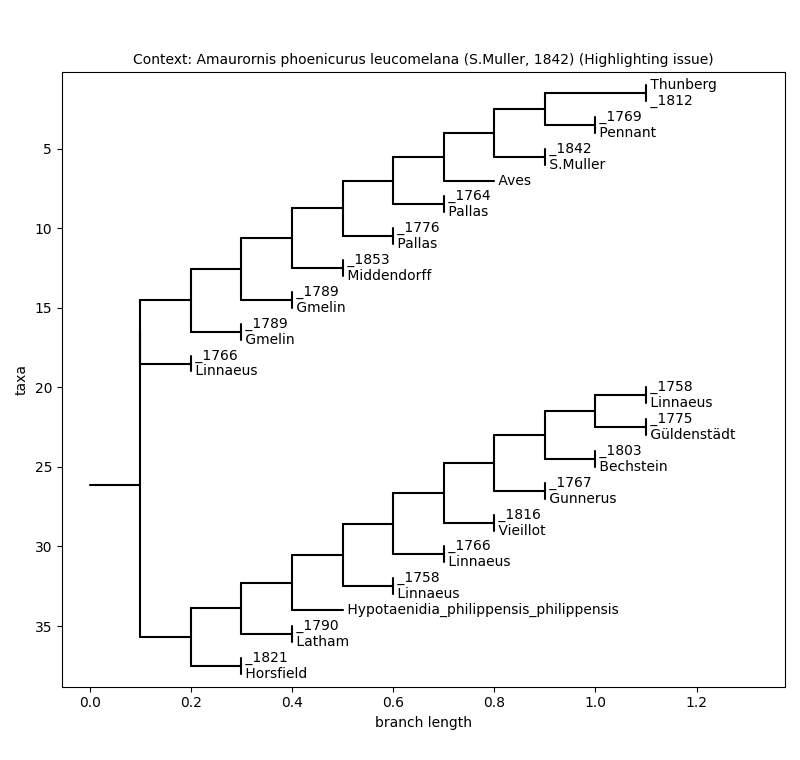 Context: Amaurornis phoenicurus leucomelana (S.Muller, 1842) (Highlighting issue)
Thunberg
_1812
_1769
Pennant
_1842
S.Muller
Aves
_1764
Pallas
_1776
Pallas
_1853
Middendorff
_1789
Gmelin
_1789
Gmelin
_1766
Linnaeus
_1758
Linnaeus
_1775
Güldenstädt
_1803
Bechstein
_1767
Gunnerus
_1816
Vieillot
_1766
Linnaeus
_1758
Linnaeus
Hypotaenidia_philippensis_philippensis
_1790
Latham
_1821
Horsfield
5
10
15
20
25
30
35
taxa
0.0 0.2 0.4 0.6 0.8 1.0 1.2
branch length